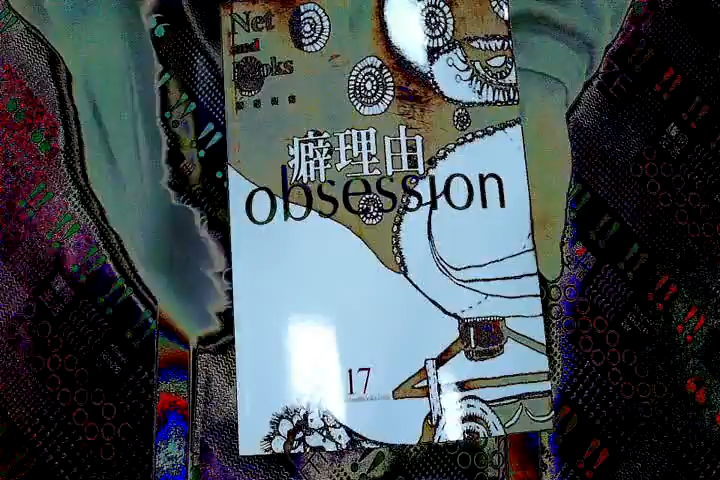 Net
and
Books
癖理由
obsession
17